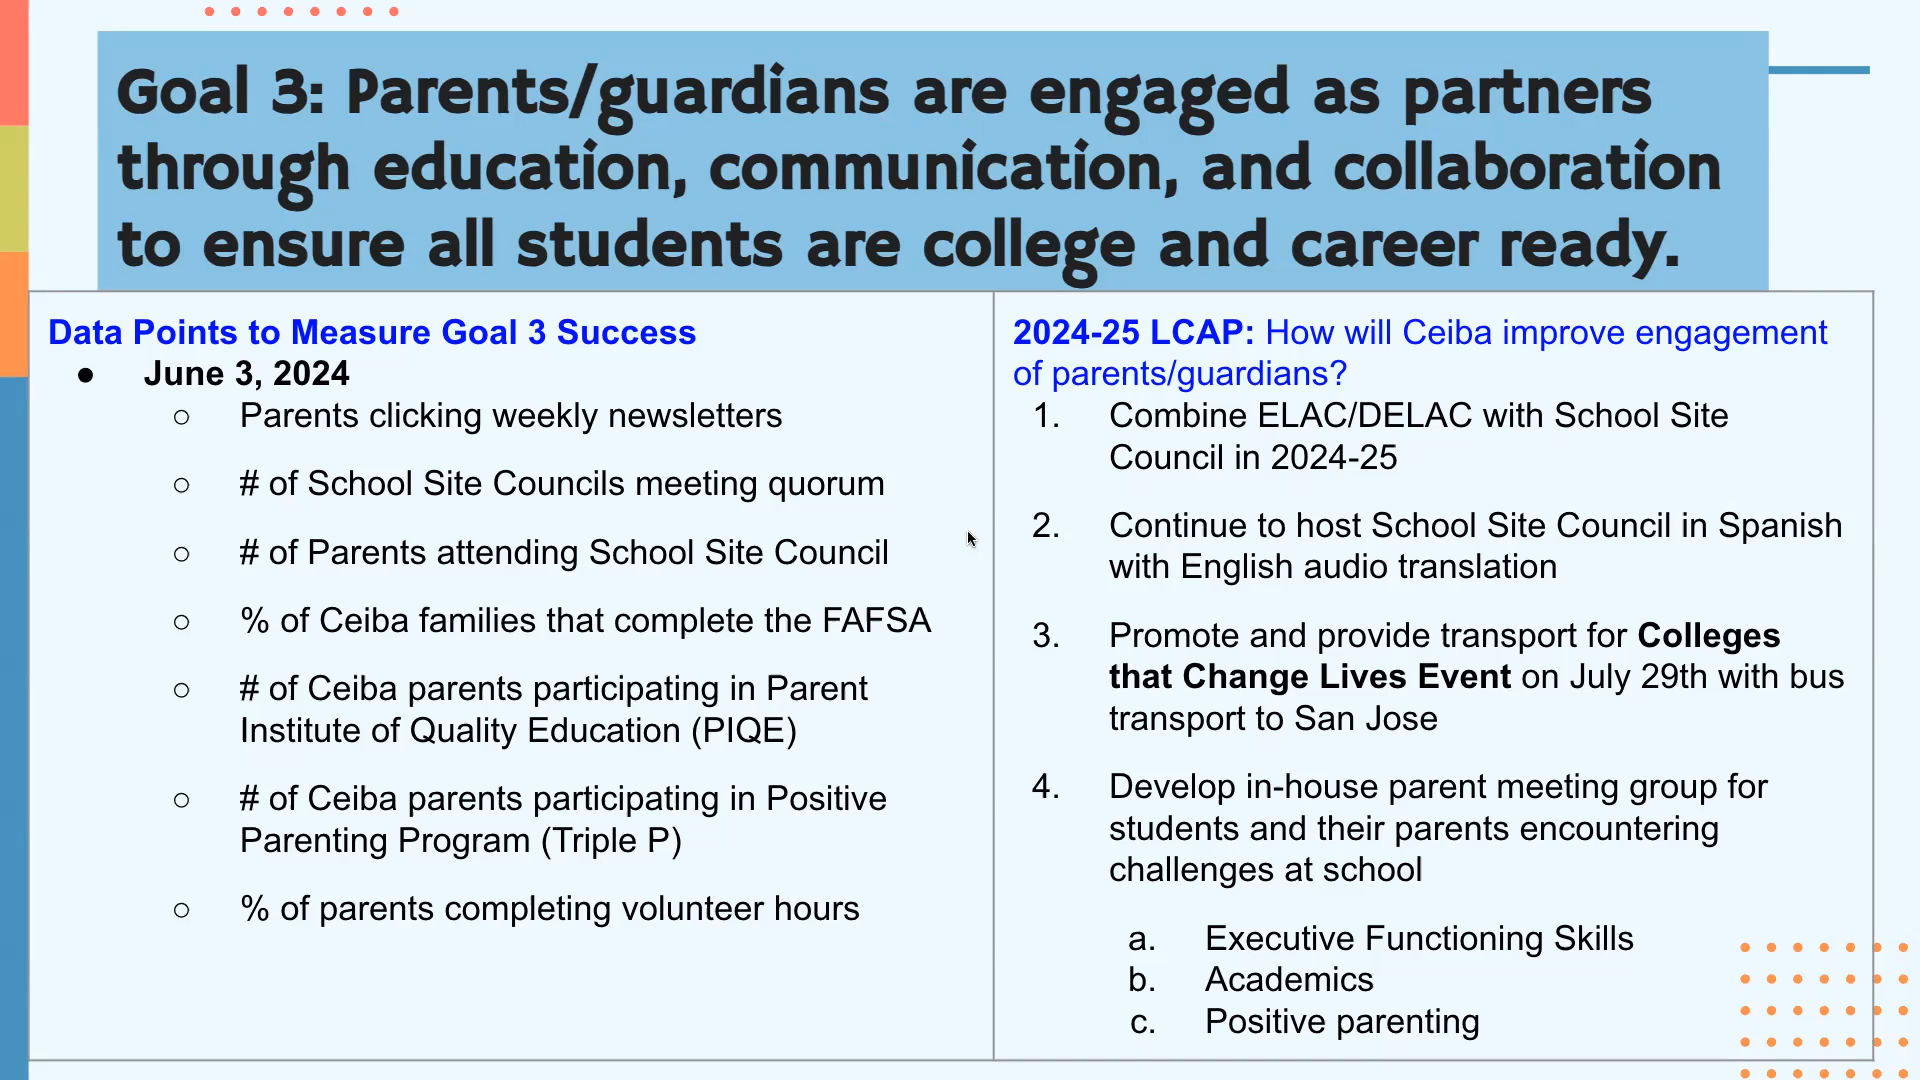 Goal 3: Parents/guardians are engaged as partners
through education, communication, and collaboration
to ensure all students are college and career ready.
Data Points to Measure Goal 3 Success
● June 3, 2024
○ Parents clicking weekly newsletters
○ # of School Site Councils meeting quorum
○ # of Parents attending School Site Council
○ % of Ceiba families that complete the FAFSA
○ # of Ceiba parents participating in Parent
Institute of Quality Education (PIQE)
○ # of Ceiba parents participating in Positive
Parenting Program (Triple P)
○ % of parents completing volunteer hours
2024-25 LCAP: How will Ceiba improve engagement
of parents/guardians?
1. Combine ELAC/DELAC with School Site
Council in 2024-25
2. Continue to host School Site Council in Spanish
with English audio translation
3. Promote and provide transport for Colleges
that Change Lives Event on July 29th with bus
transport to San Jose
4. Develop in-house parent meeting group for
students and their parents encountering
challenges at school
a. Executive Functioning Skills
b. Academics
c. Positive parenting